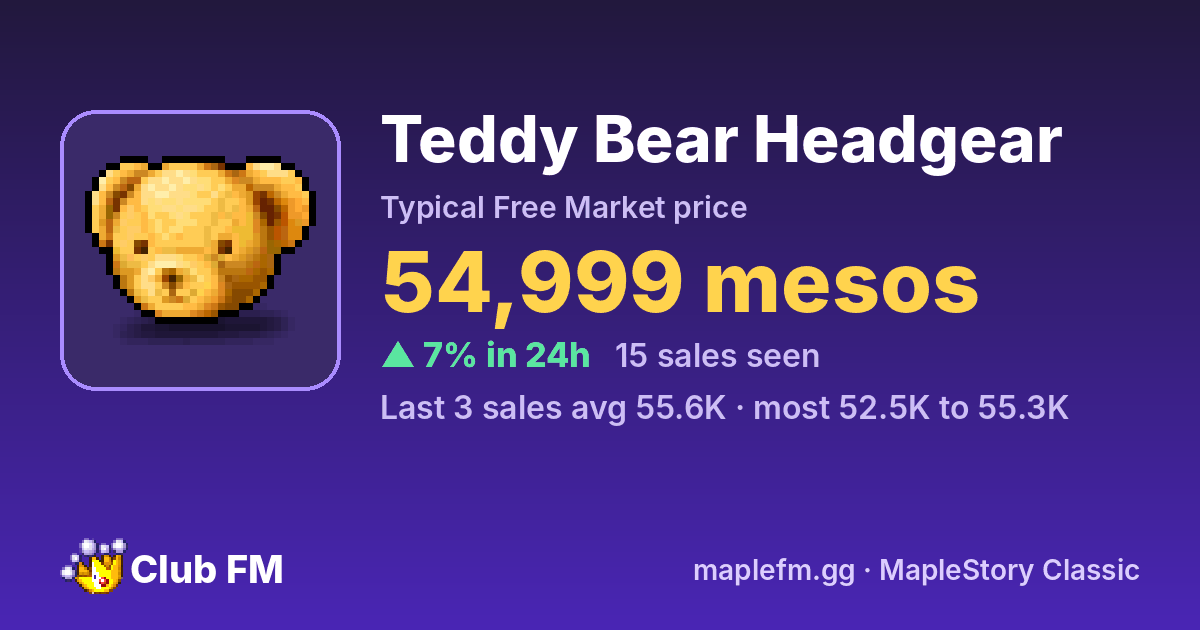 Teddy Bear Headgear
Typical Free Market price
54,999 mesos
▲ 7% in 24h 15 sales seen
Last 3 sales avg 55.6K · most 52.5K to 55.3K
Club FM
maplefm.gg · MapleStory Classic